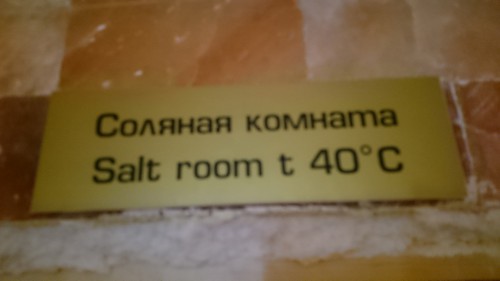 Соляная комната
Salt room t 40°C